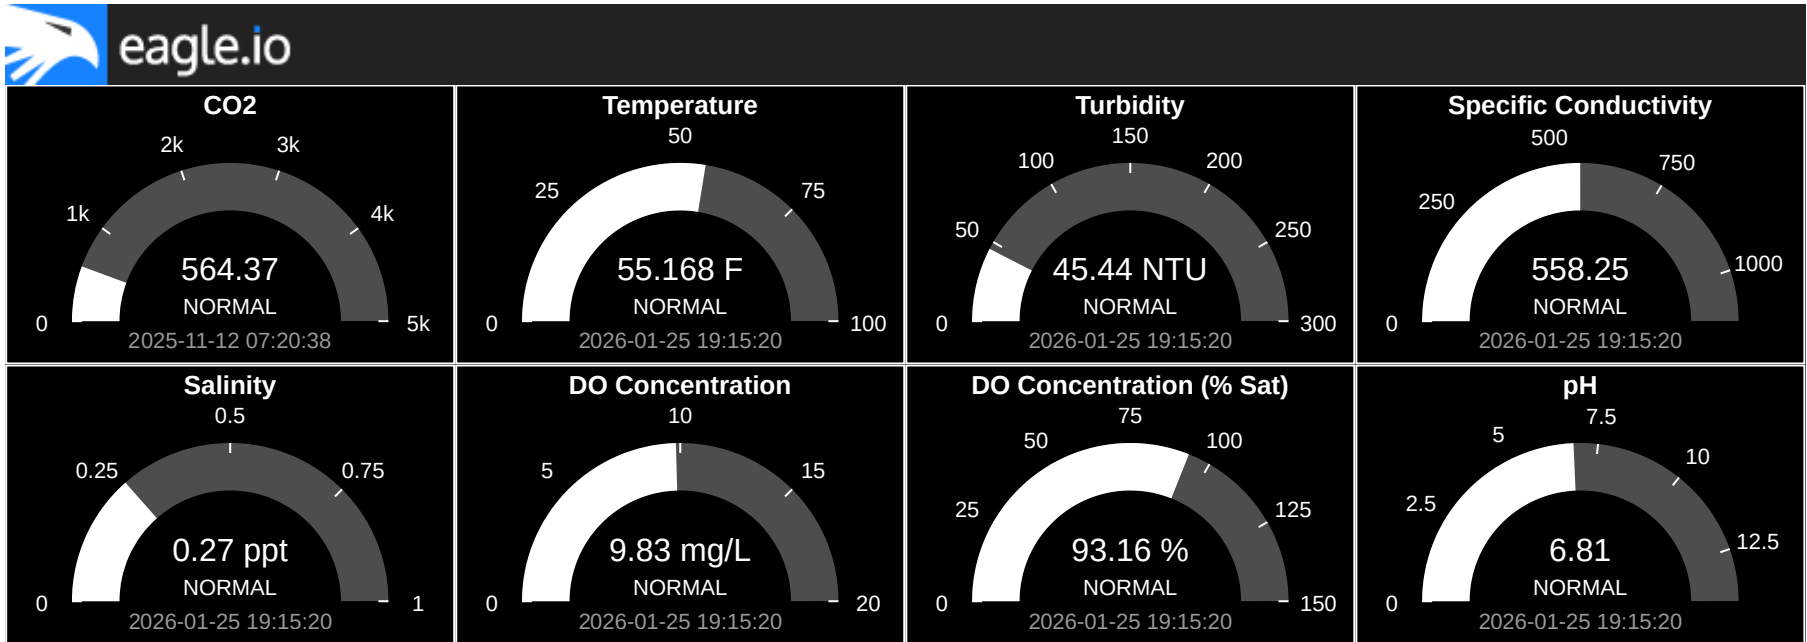 eagle.io
CO2
2k
3k
1k
4k
0
5k
564.37
NORMAL
2025-11-12 07:20:38
Temperature
50
25
75
0
100
55.168 F
NORMAL
2026-01-25 19:15:20
Turbidity
150
100
200
50
250
0
300
45.44 NTU
NORMAL
2026-01-25 19:15:20
Specific Conductivity
500
750
250
1000
0
558.25
NORMAL
2026-01-25 19:15:20
Salinity
0.5
0.25
0.75
0
1
0.27 ppt
NORMAL
2026-01-25 19:15:20
DO Concentration
10
5
15
0
20
9.83 mg/L
NORMAL
2026-01-25 19:15:20
DO Concentration (% Sat)
75
50
100
25
125
0
150
93.16 %
NORMAL
2026-01-25 19:15:20
pH
7.5
5
10
2.5
12.5
0
6.81
NORMAL
2026-01-25 19:15:20